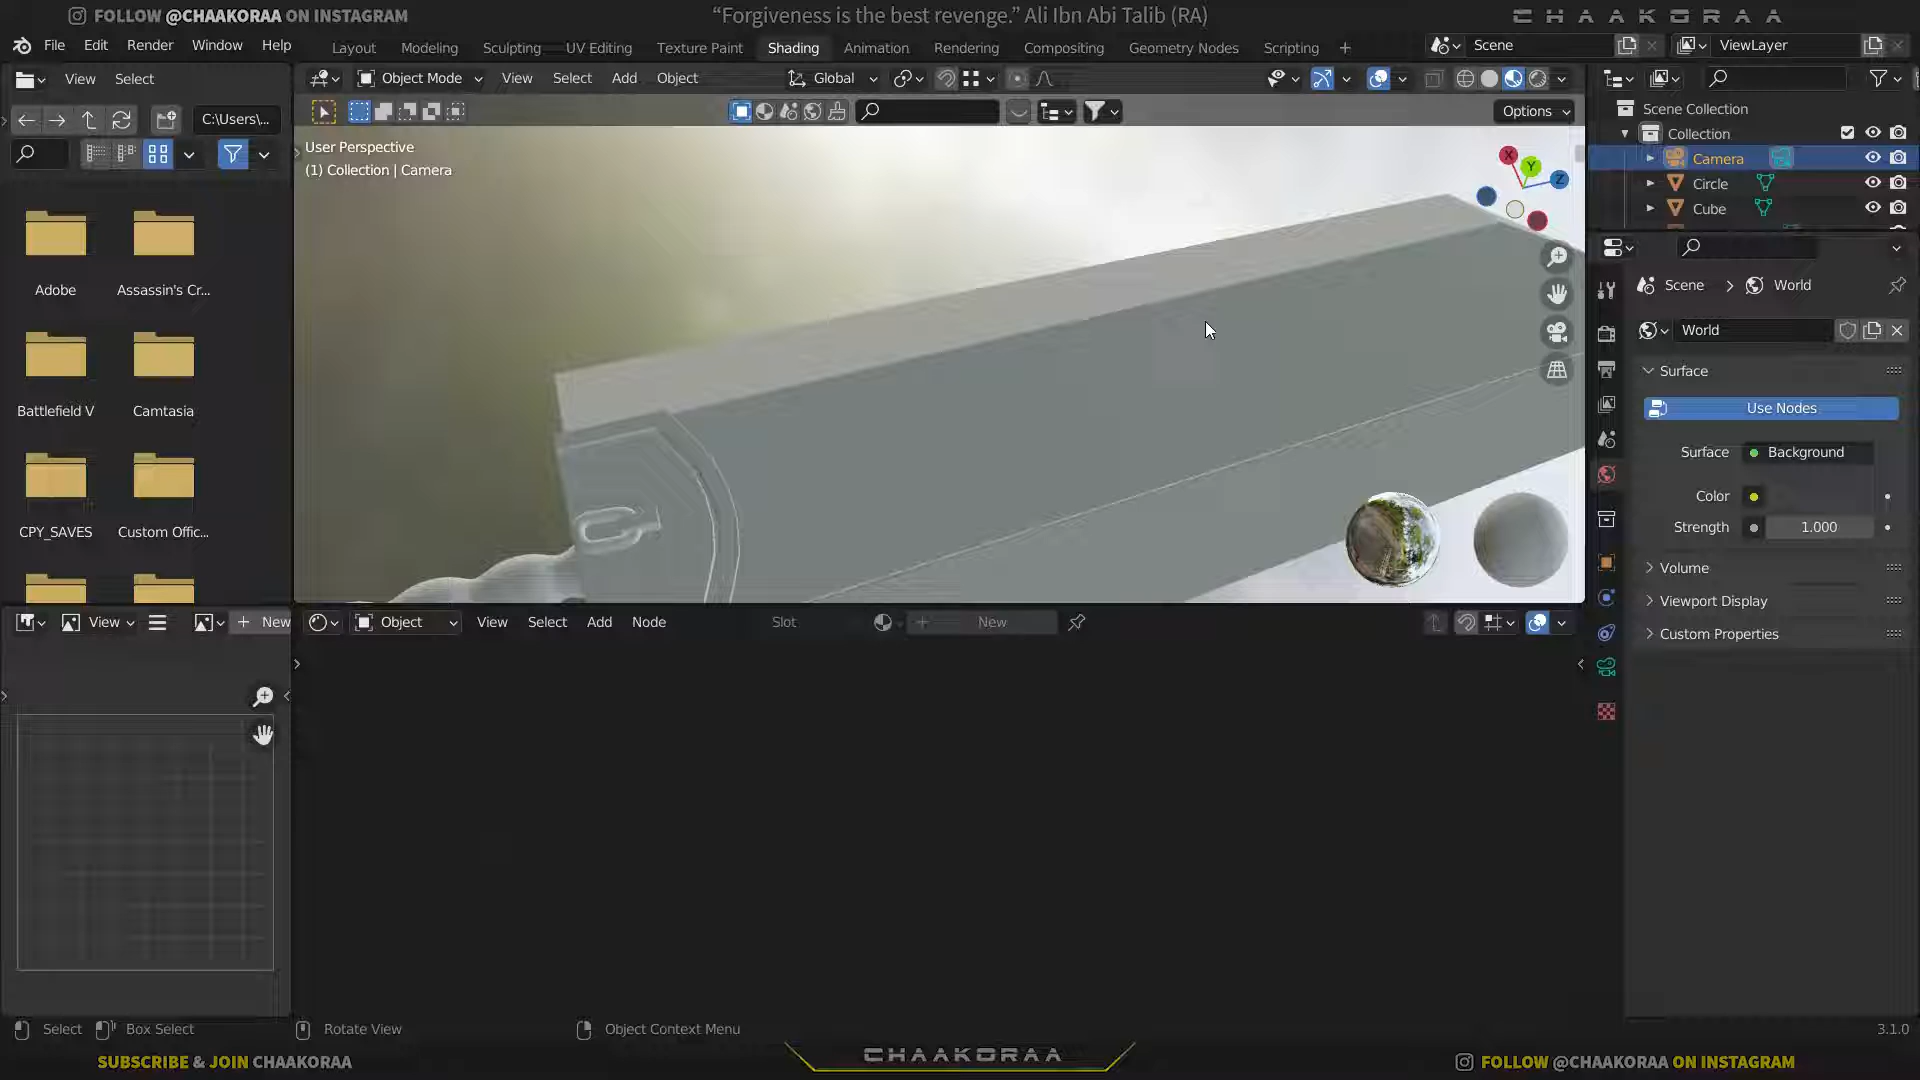 FOLLOW @CHAAKORAA ON INSTAGRAM
“Forgiveness is the best revenge.” Ali Ibn Abi Talib (RA)
CHAAKORAA
File Edit Render Window Help
Layout Modeling Sculpting UV Editing Texture Paint Shading Animation Rendering Compositing Geometry Nodes Scripting +
Scene
ViewLayer
View Select
Object Mode View Select Add Object
Global
C:\Users\...
Options
User Perspective
(1) Collection | Camera
X
Y
Z
Scene Collection
Collection
Camera
Circle
Cube
Adobe
Assassin's Cr...
Battlefield V
Camtasia
CPY_SAVES
Custom Offic...
Scene > World
World
Surface
Use Nodes
Surface Background
Color
Strength 1.000
Volume
Viewport Display
Custom Properties
View
+ New
Object View Select Add Node
Slot
+ New
Select
Box Select
Rotate View
Object Context Menu
3.1.0
SUBSCRIBE & JOIN CHAAKORAA
CHAAKORAA
FOLLOW @CHAAKORAA ON INSTAGRAM